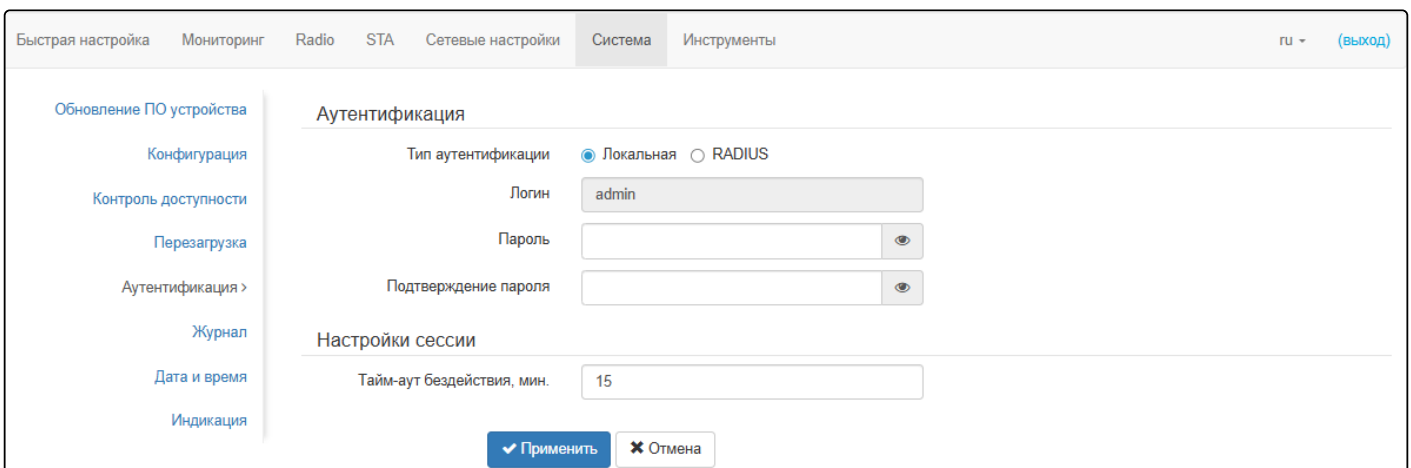 Быстрая настройка Мониторинг Radio STA Сетевые настройки Система Инструменты ru (выход)
Обновление ПО устройства
Конфигурация
Контроль доступности
Перезагрузка
Аутентификация >
Журнал
Дата и время
Индикация
Аутентификация
Тип аутентификации Локальная RADIUS
Логин admin
Пароль
Подтверждение пароля
Настройки сессии
Тайм-аут бездействия, мин. 15
Применить Отмена